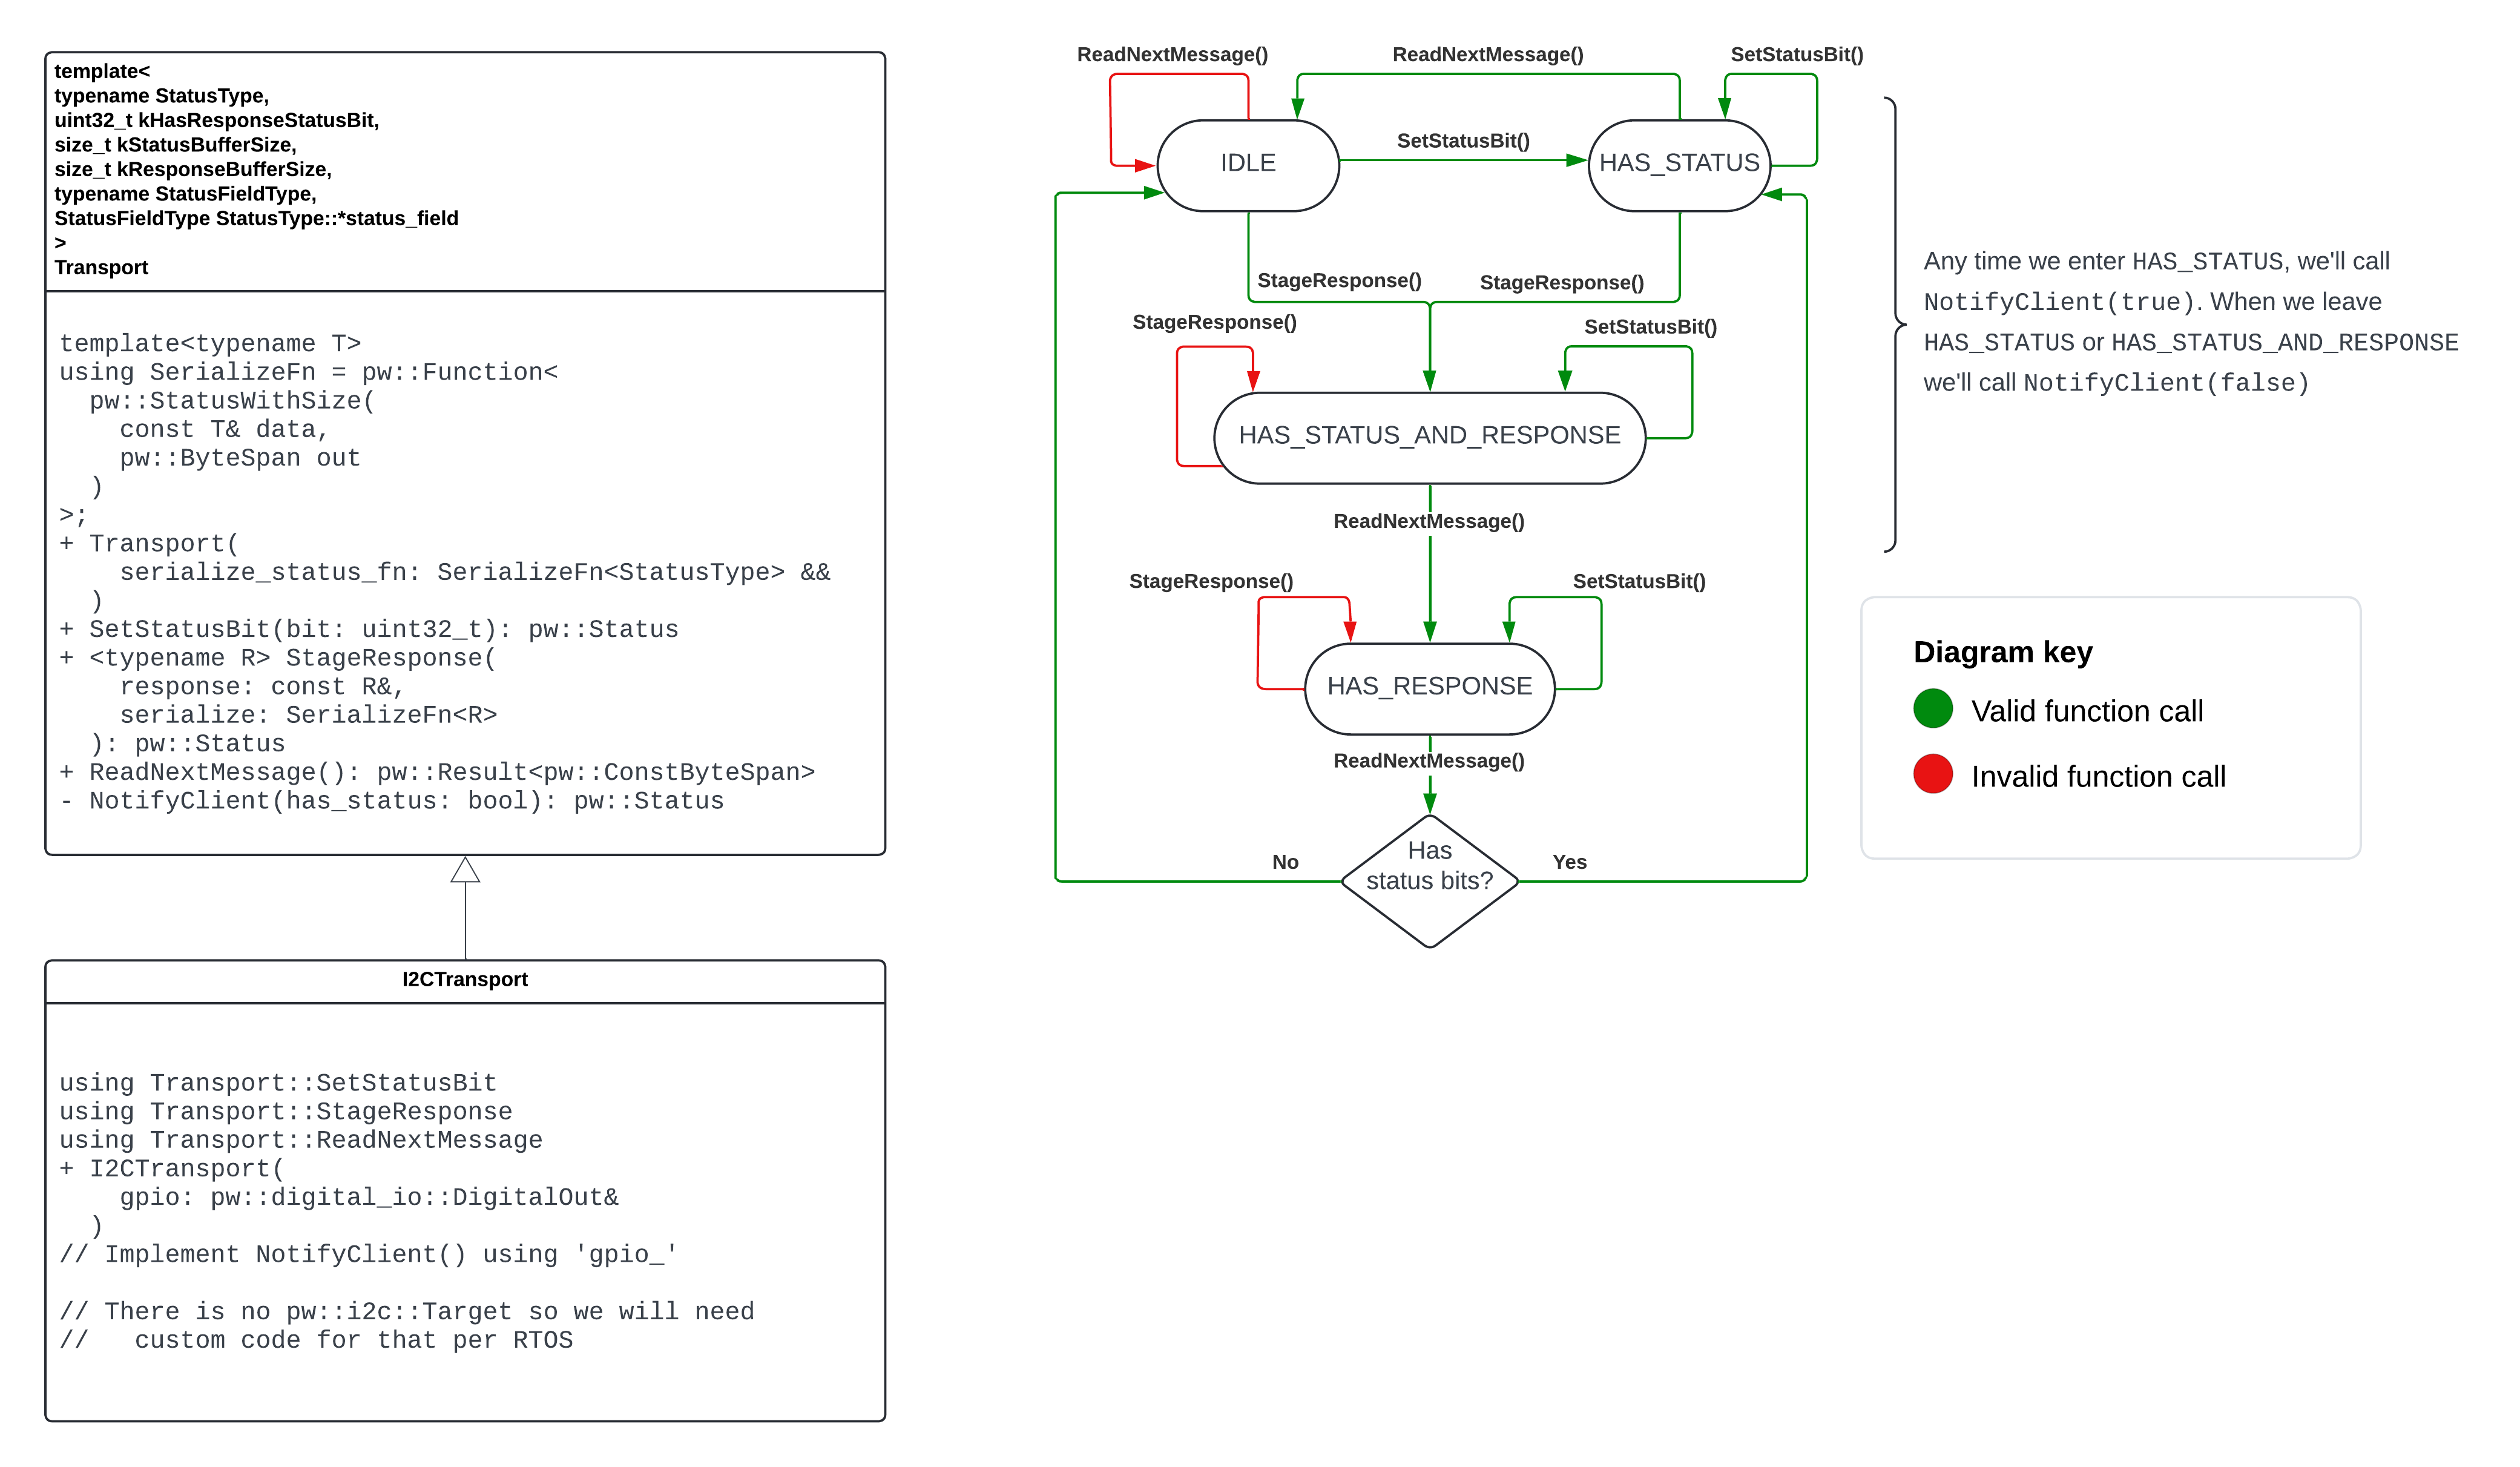 template<
typename StatusType,
uint32_t kHasResponseStatusBit,
size_t kStatusBufferSize,
size_t kResponseBufferSize,
typename StatusFieldType,
StatusFieldType StatusType::*status_field
>
Transport
template<typename T>
using SerializeFn = pw::Function<
  pw::StatusWithSize(
    const T& data,
    pw::ByteSpan out
  )
>;
+ Transport(
    serialize_status_fn: SerializeFn<StatusType> &&
  )
+ SetStatusBit(bit: uint32_t): pw::Status
+ <typename R> StageResponse(
    response: const R&,
    serialize: SerializeFn<R>
  ): pw::Status
+ ReadNextMessage(): pw::Result<pw::ConstByteSpan>
- NotifyClient(has_status: bool): pw::Status
I2CTransport
using Transport::SetStatusBit
using Transport::StageResponse
using Transport::ReadNextMessage
+ I2CTransport(
    gpio: pw::digital_io::DigitalOut&
  )
// Implement NotifyClient() using 'gpio_'
// There is no pw::i2c::Target so we will need
//   custom code for that per RTOS
ReadNextMessage()
ReadNextMessage()
SetStatusBit()
SetStatusBit()
IDLE
HAS_STATUS
StageResponse()
StageResponse()
StageResponse()
SetStatusBit()
HAS_STATUS_AND_RESPONSE
ReadNextMessage()
StageResponse()
SetStatusBit()
HAS_RESPONSE
ReadNextMessage()
Has
status bits?
No
Yes
Any time we enter HAS_STATUS, we'll call
NotifyClient(true). When we leave
HAS_STATUS or HAS_STATUS_AND_RESPONSE
we'll call NotifyClient(false)
Diagram key
Valid function call
Invalid function call